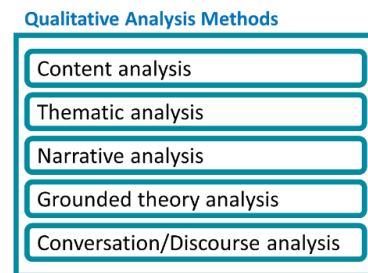 Qualitative Analysis Methods
Content analysis
Thematic Analysis
Narrative analysis
Grounded theory analysis
Conversation/Discourse analysis